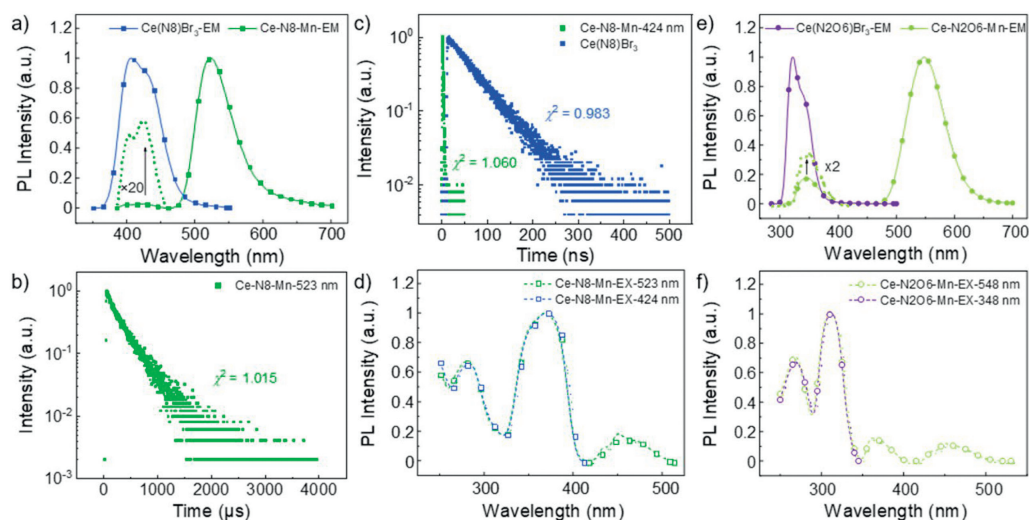 a)
Ce(N8)Br₃-EM
Ce-N8-Mn-EM
PL Intensity (a.u.)
1
0.8
0.6
0.4
0.2
0
×20
400
500
600
700
Wavelength (nm)
c)
Ce-N8-Mn-424 nm
Ce(N8)Br₃
Intensity (a.u.)
10⁰
10⁻¹
10⁻²
χ² = 0.983
χ² = 1.060
0
100
200
300
400
500
Time (ns)
e)
Ce(N2O6)Br₃-EM
Ce-N2O6-Mn-EM
PL Intensity (a.u.)
1
0.8
0.6
0.4
0.2
0
×2
300
400
500
600
700
Wavelength (nm)
b)
Ce-N8-Mn-523 nm
Intensity (a.u.)
10⁰
10⁻¹
10⁻²
10⁻³
χ² = 1.015
0
1000
2000
3000
4000
Time (μs)
d)
Ce-N8-Mn-EX-523 nm
Ce-N8-Mn-EX-424 nm
PL Intensity (a.u.)
1.2
1
0.8
0.6
0.4
0.2
0
300
400
500
Wavelength (nm)
f)
Ce-N2O6-Mn-EX-548 nm
Ce-N2O6-Mn-EX-348 nm
PL Intensity (a.u.)
1.2
1
0.8
0.6
0.4
0.2
0
300
400
500
Wavelength (nm)